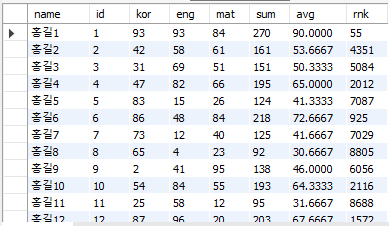 name id kor eng mat sum avg rnk
홍길1 1 93 93 84 270 90.0000 55
홍길2 2 42 58 61 161 53.6667 4351
홍길3 3 31 69 51 151 50.3333 5084
홍길4 4 47 82 66 195 65.0000 2012
홍길5 5 83 15 26 124 41.3333 7087
홍길6 6 86 48 84 218 72.6667 925
홍길7 7 73 12 40 125 41.6667 7029
홍길8 8 65 4 23 92 30.6667 8805
홍길9 9 2 41 95 138 46.0000 6056
홍길10 10 54 84 55 193 64.3333 2116
홍길11 11 25 58 12 95 31.6667 8688
홍길12 12 87 96 20 203 67.6667 1572